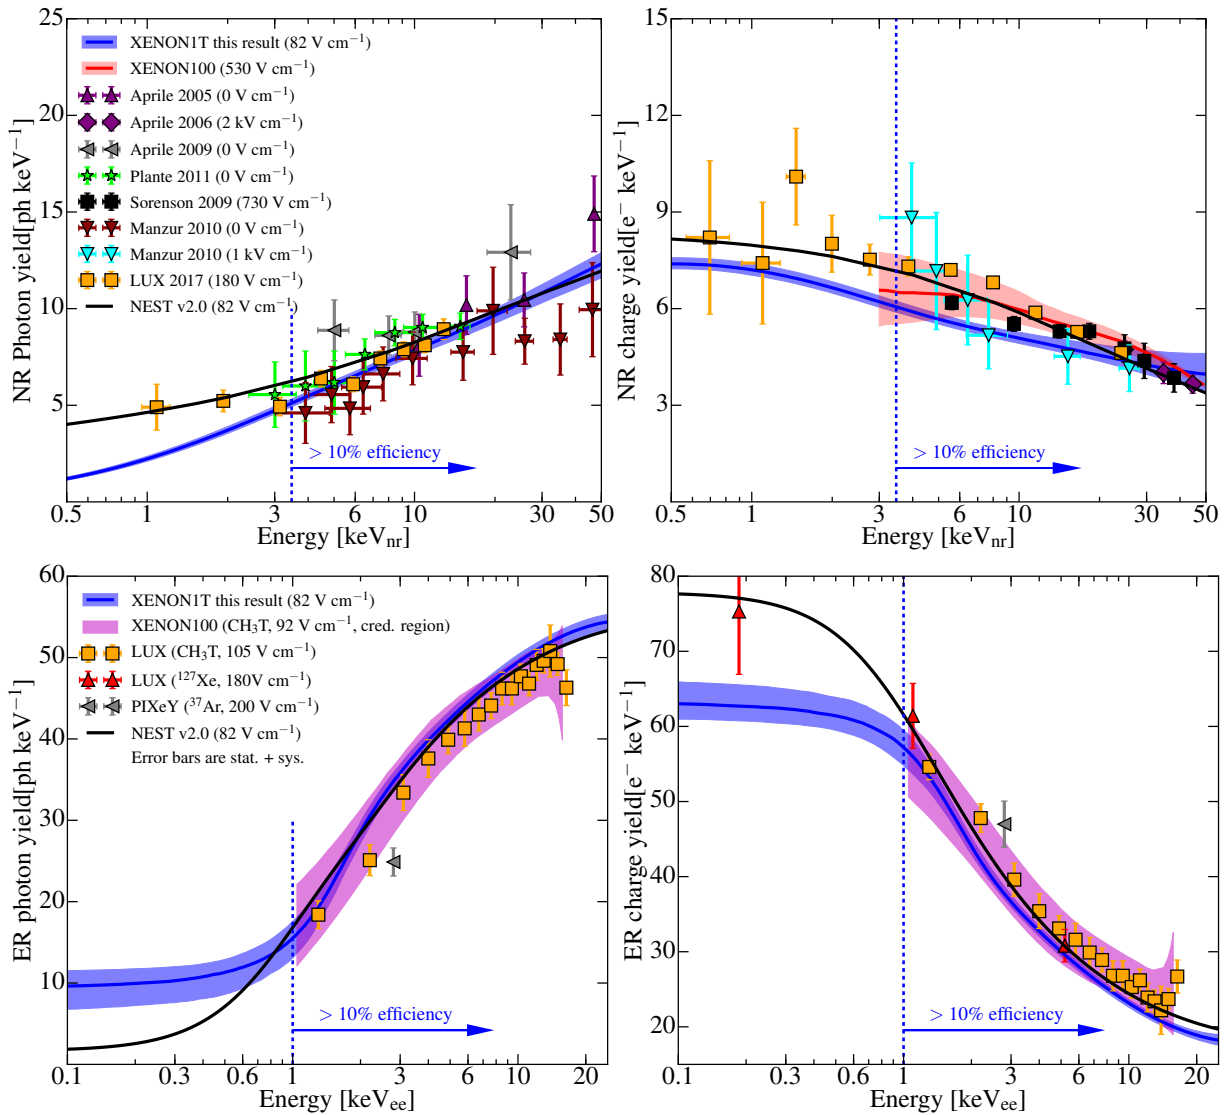 25
20
15
10
5
NR Photon yield[ph keV−1]
XENON1T this result (82 V cm−1)
XENON100 (530 V cm−1)
Aprile 2005 (0 V cm−1)
Aprile 2006 (2 kV cm−1)
Aprile 2009 (0 V cm−1)
Plante 2011 (0 V cm−1)
Sorenson 2009 (730 V cm−1)
Manzur 2010 (0 V cm−1)
Manzur 2010 (1 kV cm−1)
LUX 2017 (180 V cm−1)
NEST v2.0 (82 V cm−1)
> 10% efficiency
0.5 1 3 6 10 30 50
Energy [keVnr]
15
12
9
6
3
NR charge yield[e− keV−1]
> 10% efficiency
0.5 1 3 6 10 30 50
Energy [keVnr]
60
50
40
30
20
10
ER photon yield[ph keV−1]
XENON1T this result (82 V cm−1)
XENON100 (CH3T, 92 V cm−1, cred. region)
LUX (CH3T, 105 V cm−1)
LUX (127Xe, 180V cm−1)
PIXeY (37Ar, 200 V cm−1)
NEST v2.0 (82 V cm−1)
Error bars are stat. + sys.
> 10% efficiency
0.1 0.3 0.6 1 3 6 10 20
Energy [keVee]
80
70
60
50
40
30
20
ER charge yield[e− keV−1]
> 10% efficiency
0.1 0.3 0.6 1 3 6 10 20
Energy [keVee]